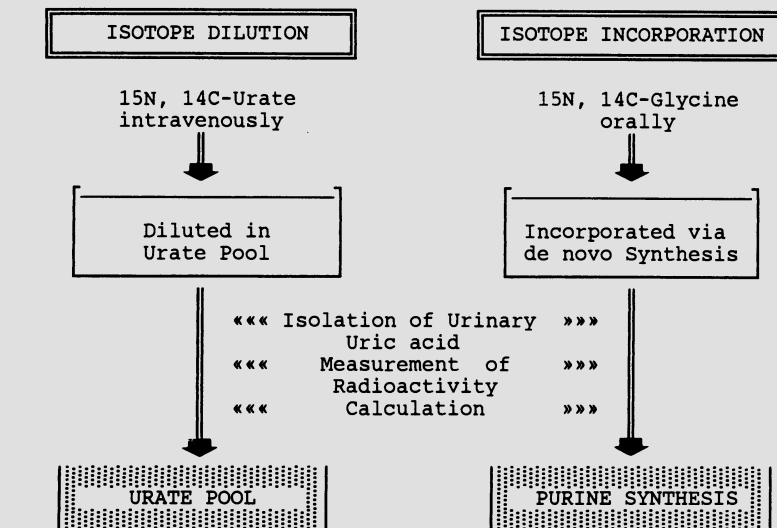 ISOTOPE DILUTION
ISOTOPE INCORPORATION
15N, 14C-Urate
intravenously
15N, 14C-Glycine
orally
Diluted in
Urate Pool
Incorporated via
de novo Synthesis
««« Isolation of Urinary »»»
Uric acid
««« Measurement of »»»
Radioactivity
««« Calculation »»»
URATE POOL
PURINE SYNTHESIS